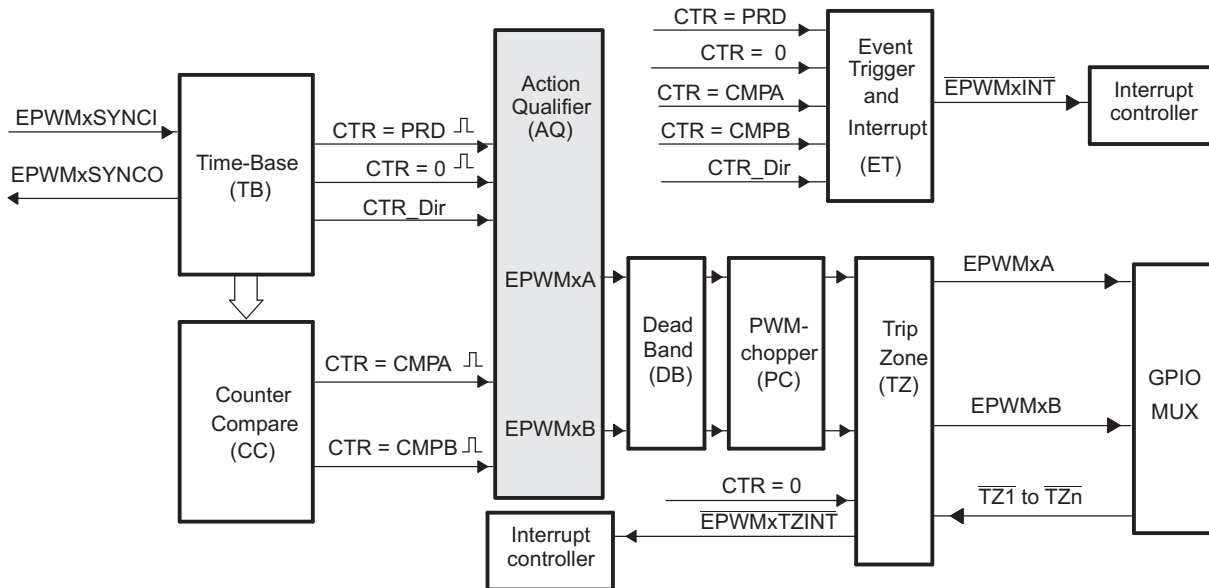 EPWMxSYNCI
EPWMxSYNCO
Time-Base
(TB)
CTR = PRD
CTR = 0
CTR_Dir
Counter
Compare
(CC)
CTR = CMPA
CTR = CMPB
Action
Qualifier
(AQ)
EPWMxA
EPWMxB
CTR = PRD
CTR = 0
CTR = CMPA
CTR = CMPB
CTR_Dir
Event
Trigger
and
Interrupt
(ET)
EPWMxINT
Interrupt
controller
Dead
Band
(DB)
PWM-
chopper
(PC)
Trip
Zone
(TZ)
EPWMxA
EPWMxB
TZ1 to TZn
GPIO
MUX
CTR = 0
EPWMxTZINT
Interrupt
controller